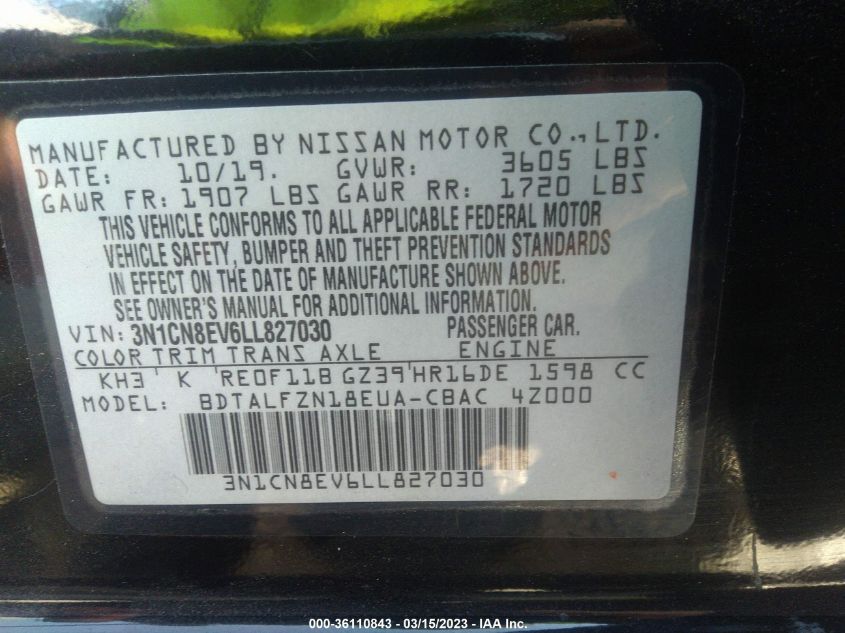 MANUFACTURED BY NISSAN MOTOR CO., LTD.
DATE: 10/19. GVWR: 3605 LBS
GAWR FR: 1907 LBS GAWR RR: 1720 LBS
THIS VEHICLE CONFORMS TO ALL APPLICABLE FEDERAL MOTOR
VEHICLE SAFETY, BUMPER AND THEFT PREVENTION STANDARDS
IN EFFECT ON THE DATE OF MANUFACTURE SHOWN ABOVE.
SEE OWNER'S MANUAL FOR ADDITIONAL INFORMATION.
VIN: 3N1CN8EV6LL827030 PASSENGER CAR.
COLOR TRIM TRANS AXLE ENGINE
KH3 K RE0F11B GZ39 HR16DE 1598 CC
MODEL: BDTALFZN18EUA-CBAC 4Z000
3N1CN8EV6LL827030
000-36110843 / 03/15/2023 - IAA Inc.